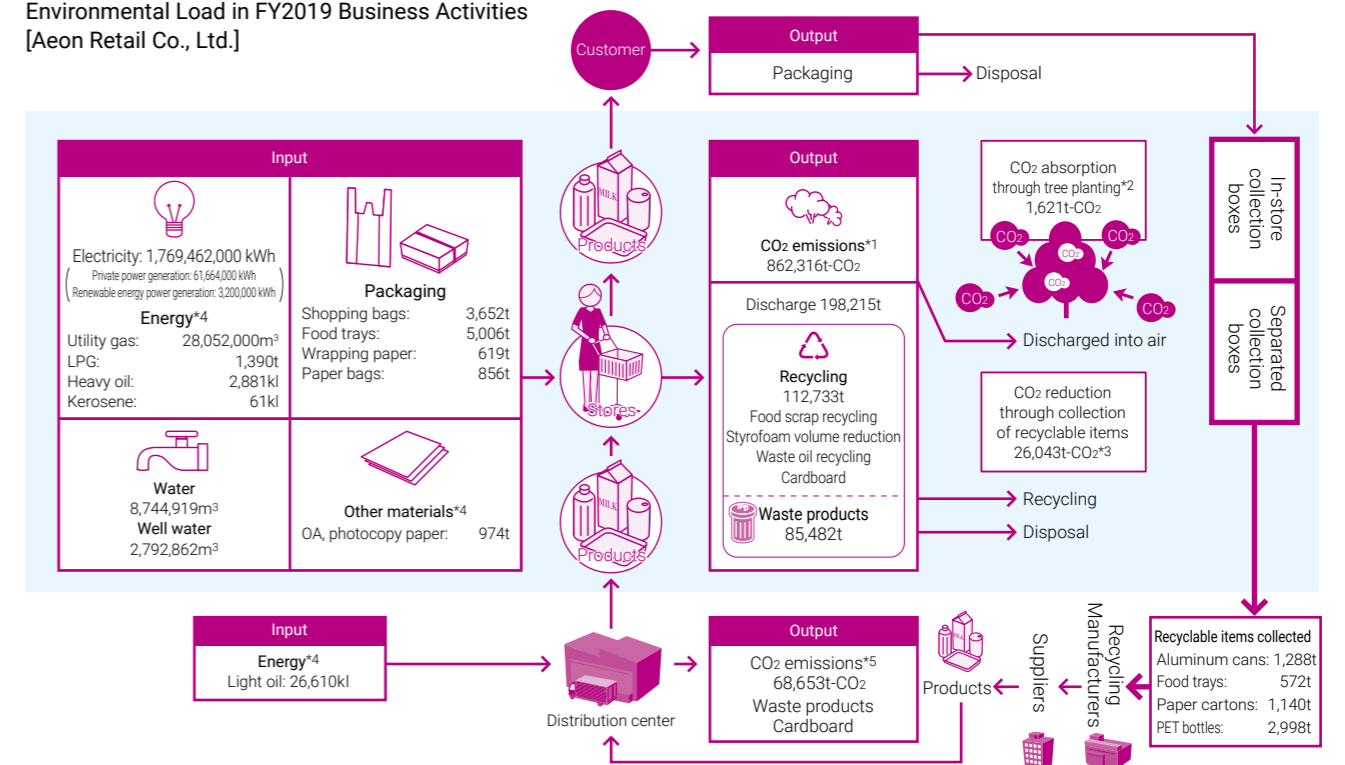 Environmental Load in FY2019 Business Activities
[Aeon Retail Co., Ltd.]
Customer
Output
Packaging
Disposal
Input
Electricity: 1,769,462,000 kWh
(Private power generation: 61,664,000 kWh
Renewable energy power generation: 3,200,000 kWh)
Energy*4
Utility gas: 28,052,000m³
LPG: 1,390t
Heavy oil: 2,881kl
Kerosene: 61kl
Packaging
Shopping bags: 3,652t
Food trays: 5,006t
Wrapping paper: 619t
Paper bags: 856t
Water
8,744,919m³
Well water
2,792,862m³
Other materials*4
OA, photocopy paper: 974t
MILK
Products
Stores
MILK
Products
Output
CO₂ emissions*1
862,316t-CO₂
Discharge 198,215t
Recycling
112,733t
Food scrap recycling
Styrofoam volume reduction
Waste oil recycling
Cardboard
Waste products
85,482t
CO₂ absorption
through tree planting*2
1,621t-CO₂
CO₂
CO₂
CO₂
CO₂
CO₂
CO₂
Discharged into air
CO₂ reduction
through collection
of recyclable items
26,043t-CO₂*3
Recycling
Disposal
In-store
collection
boxes
Separated
collection
boxes
Input
Energy*4
Light oil: 26,610kl
Distribution center
Output
CO₂ emissions*5
68,653t-CO₂
Waste products
Cardboard
MILK
Products
Suppliers
Recycling
Manufacturers
Recyclable items collected
Aluminum cans: 1,288t
Food trays: 572t
Paper cartons: 1,140t
PET bottles: 2,998t